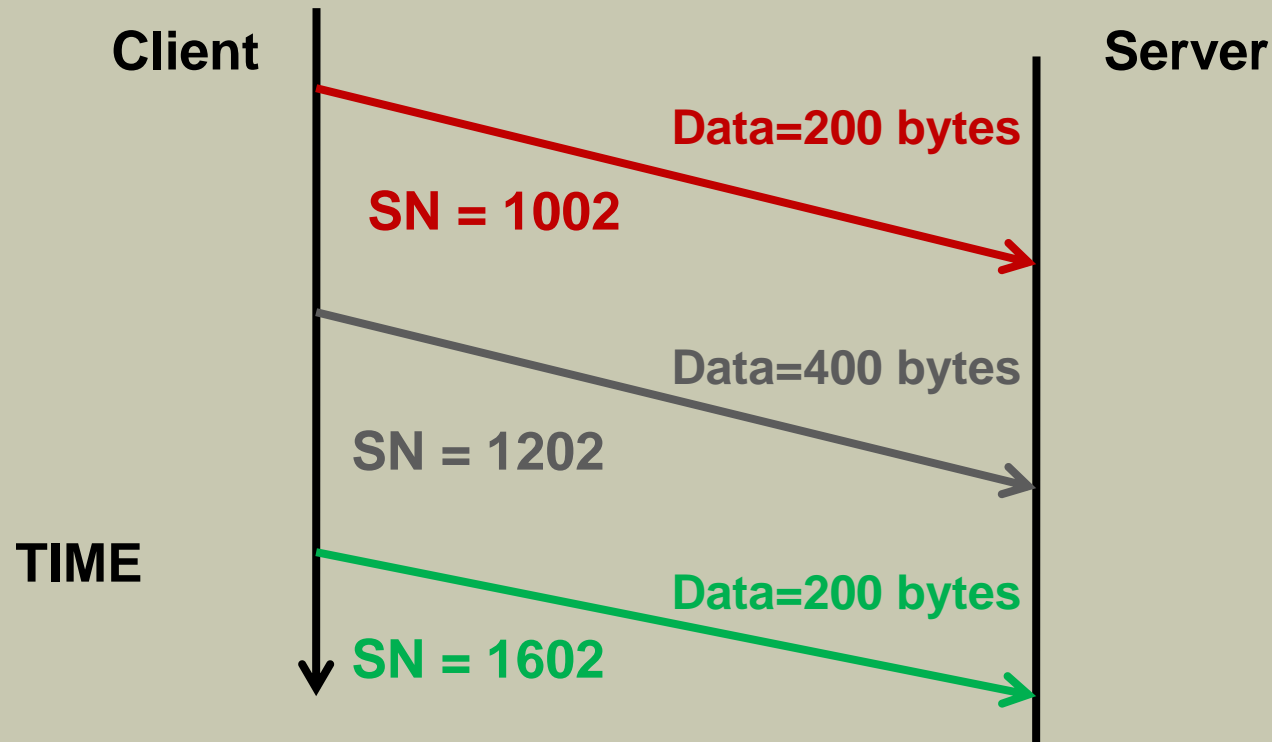 Client
Server
Data=200 bytes
SN = 1002
Data=400 bytes
SN = 1202
TIME
Data=200 bytes
SN = 1602